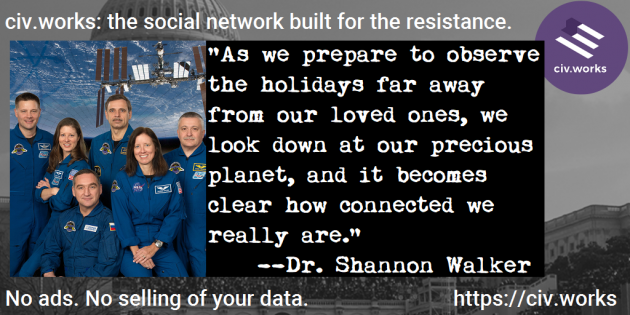 civ.works: the social network built for the resistance.
civ.works
"As we prepare to observe
the holidays far away
from our loved ones, we
look down at our precious
planet, and it becomes
clear how connected we
really are."
--Dr. Shannon Walker
No ads. No selling of your data.
https://civ.works